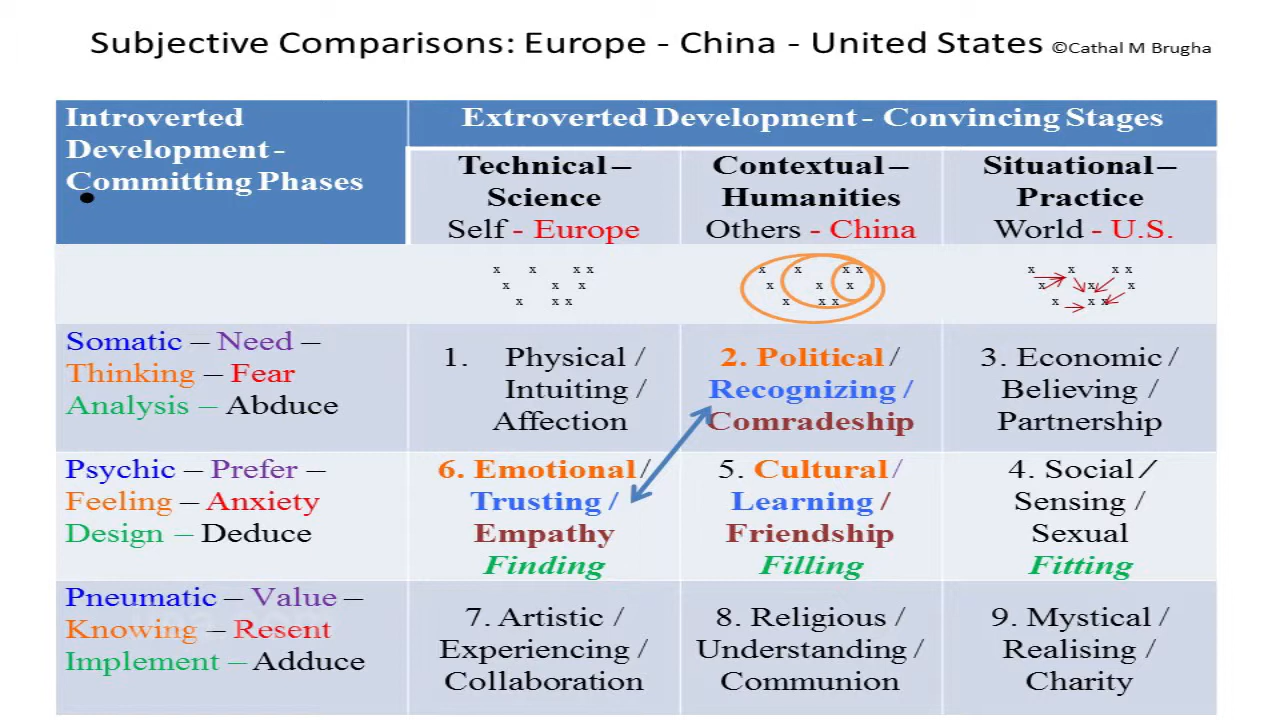 Subjective Comparisons: Europe - China - United States ©Cathal M Brugha
Introverted
Development-
Committing Phases
•
Extroverted Development - Convincing Stages
Technical–
Science
Self - Europe
Contextual–
Humanities
Others - China
Situational–
Practice
World - U.S.
x x x x
x x x
x x x
x x x x
x x x
x x x
x x x x
x x x
x x x
Somatic – Need –
Thinking – Fear
Analysis – Abduce
1. Physical /
Intuiting /
Affection
2. Political /
Recognizing /
Comradeship
3. Economic /
Believing /
Partnership
Psychic – Prefer –
Feeling – Anxiety
Design – Deduce
6. Emotional /
Trusting /
Empathy
Finding
5. Cultural /
Learning /
Friendship
Filling
4. Social /
Sensing /
Sexual
Fitting
Pneumatic – Value –
Knowing – Resent
Implement – Adduce
7. Artistic /
Experiencing /
Collaboration
8. Religious /
Understanding /
Communion
9. Mystical /
Realising /
Charity